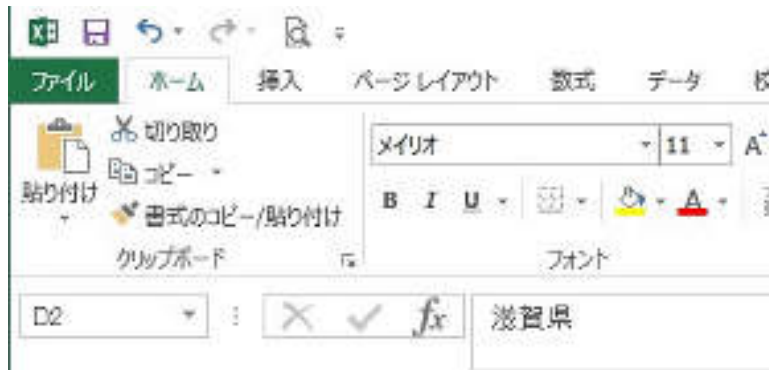 ファイル ホーム 挿入 ページ レイアウト 数式 データ 校
切り取り
コピー
貼り付け
書式のコピー/貼り付け
クリップボード
メイリオ 11 A
B I U A
フォント
D2 fx 滋賀県